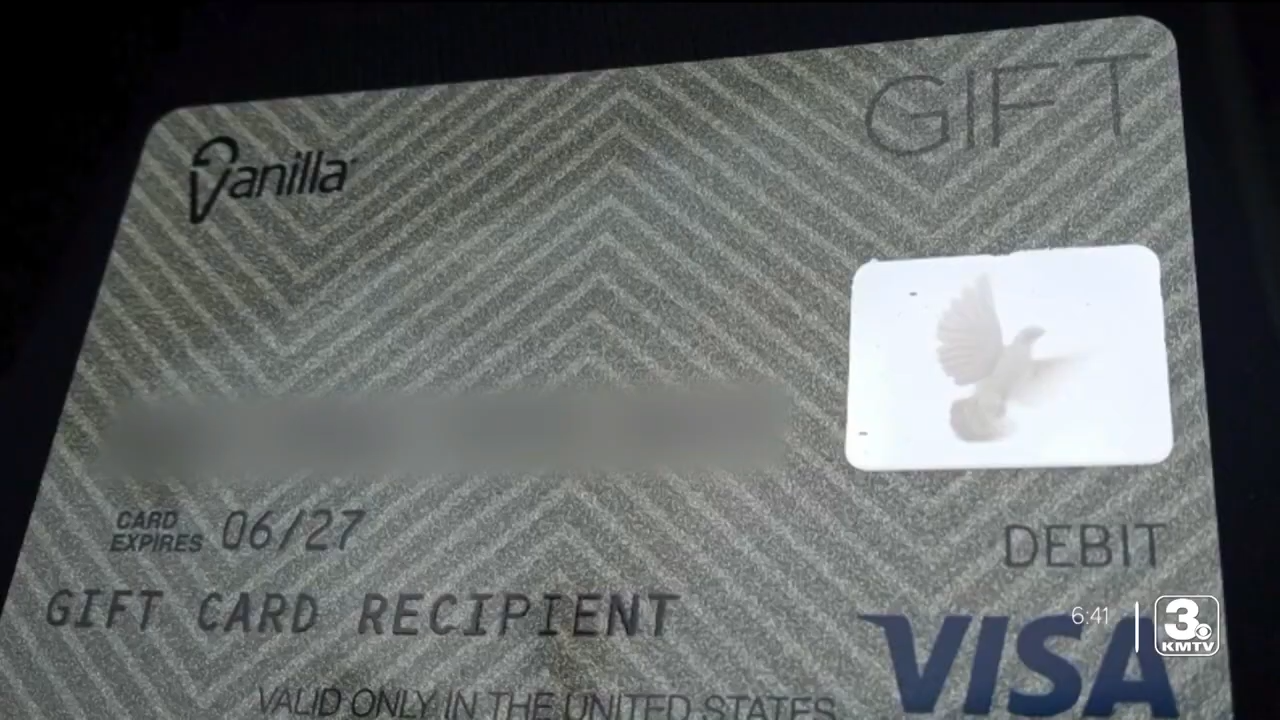 GIFT
Vanilla
CARD
EXPIRES 06/27
DEBIT
GIFT CARD RECIPIENT
VISA
6:41
3
KMTV
VALID ONLY IN THE UNITED STATES